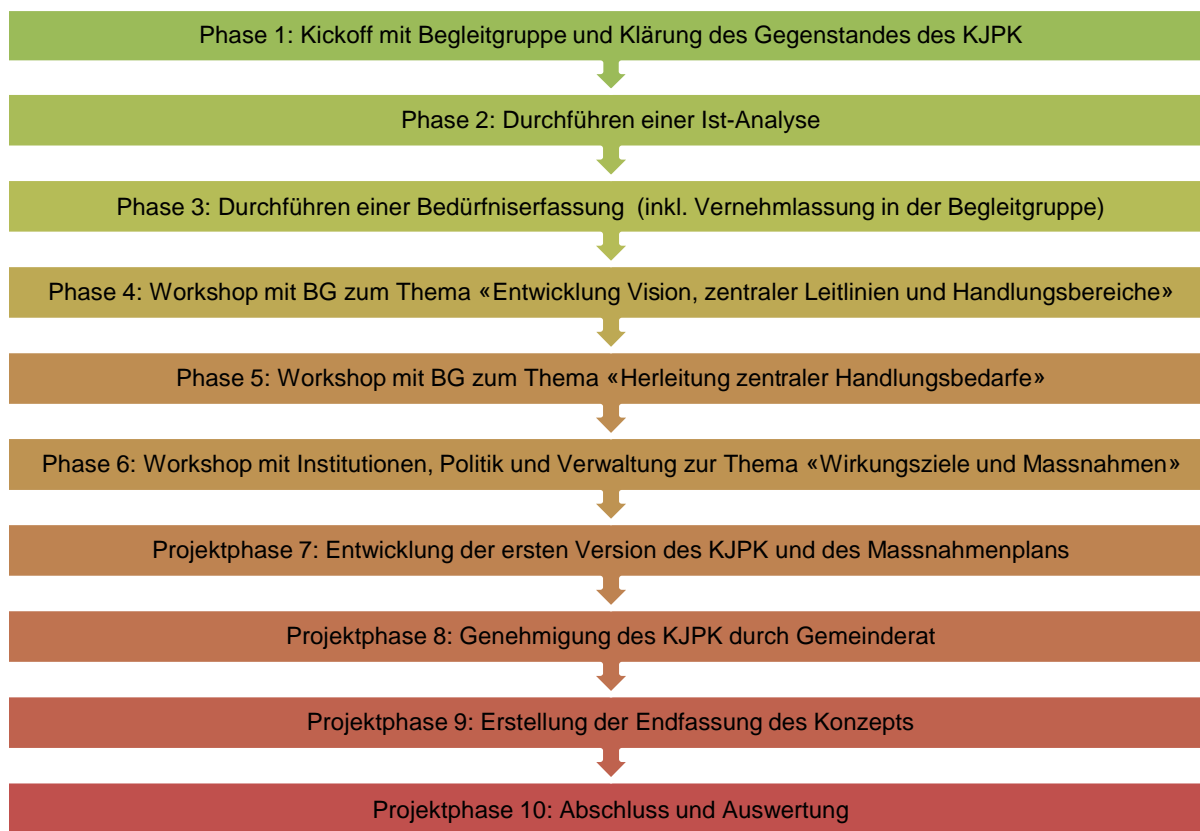 Phase 1: Kickoff mit Begleitgruppe und Klärung des Gegenstandes des KJPK
Phase 2: Durchführen einer Ist-Analyse
Phase 3: Durchführen einer Bedürfniserfassung (inkl. Vernehmlassung in der Begleitgruppe)
Phase 4: Workshop mit BG zum Thema «Entwicklung Vision, zentraler Leitlinien und Handlungsbereiche»
Phase 5: Workshop mit BG zum Thema «Herleitung zentraler Handlungsbedarfe»
Phase 6: Workshop mit Institutionen, Politik und Verwaltung zur Thema «Wirkungsziele und Massnahmen»
Projektphase 7: Entwicklung der ersten Version des KJPK und des Massnahmenplans
Projektphase 8: Genehmigung des KJPK durch Gemeinderat
Projektphase 9: Erstellung der Endfassung des Konzepts
Projektphase 10: Abschluss und Auswertung